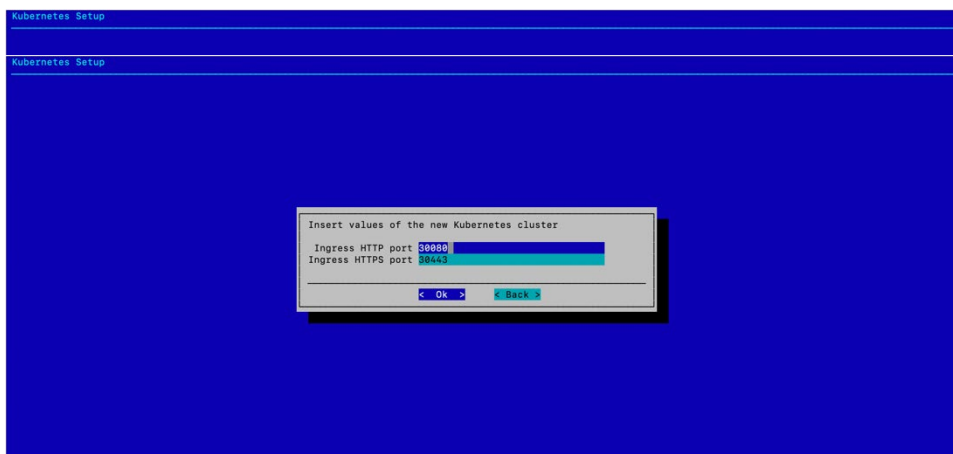 Kubernetes Setup
Kubernetes Setup
Insert values of the new Kubernetes cluster
Ingress HTTP port 30080
Ingress HTTPS port 30443
< Ok > < Back >